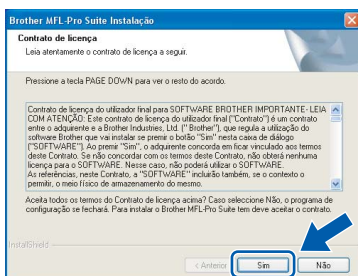 Brother MFL-Pro Suite Instalação
Contrato de licença
Leia atentamente o contrato de licença a seguir.
Pressione a tecla PAGE DOWN para ver o resto do acordo.
Contrato de licença do utilizador final para SOFTWARE BROTHER IMPORTANTE - LEIA
COM ATENÇÃO: Este contrato de licença do utilizador final ("Contrato") é um contrato
entre o adquirente e a Brother Industries, Ltd. (" Brother"), que regula a utilização do
software Brother que vai instalar se premir o botão "Sim" nesta caixa de diálogo
("SOFTWARE"). Ao premir "Sim", o adquirente concorda em ficar vinculado aos termos
deste Contrato. Se não concordar com os termos deste Contrato, não obterá nenhuma
licença para o SOFTWARE. Nesse caso, não poderá utilizar o SOFTWARE.
As referências, neste Contrato, a "SOFTWARE" incluirão também, se o contexto o
permitir, o meio físico de armazenamento do mesmo.
Aceita todos os termos do Contrato de licença acima? Caso seleccione Não, o programa de
configuração se fechará. Para instalar o Brother MFL-Pro Suite tem deve aceitar o contrato.
InstallShield
< Anterior
Sim
Não